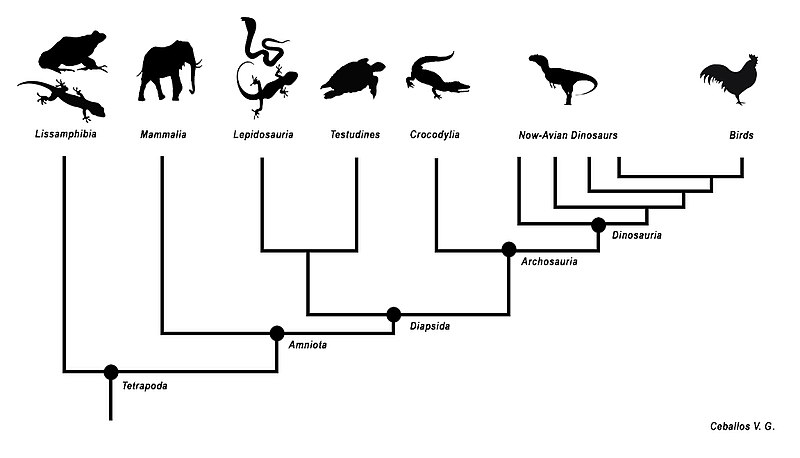 Lissamphibia
Mammalia
Lepidosauria
Testudines
Crocodylia
Now-Avian Dinosaurs
Birds
Dinosauria
Archosauria
Diapsida
Amniota
Tetrapoda
Ceballos V. G.